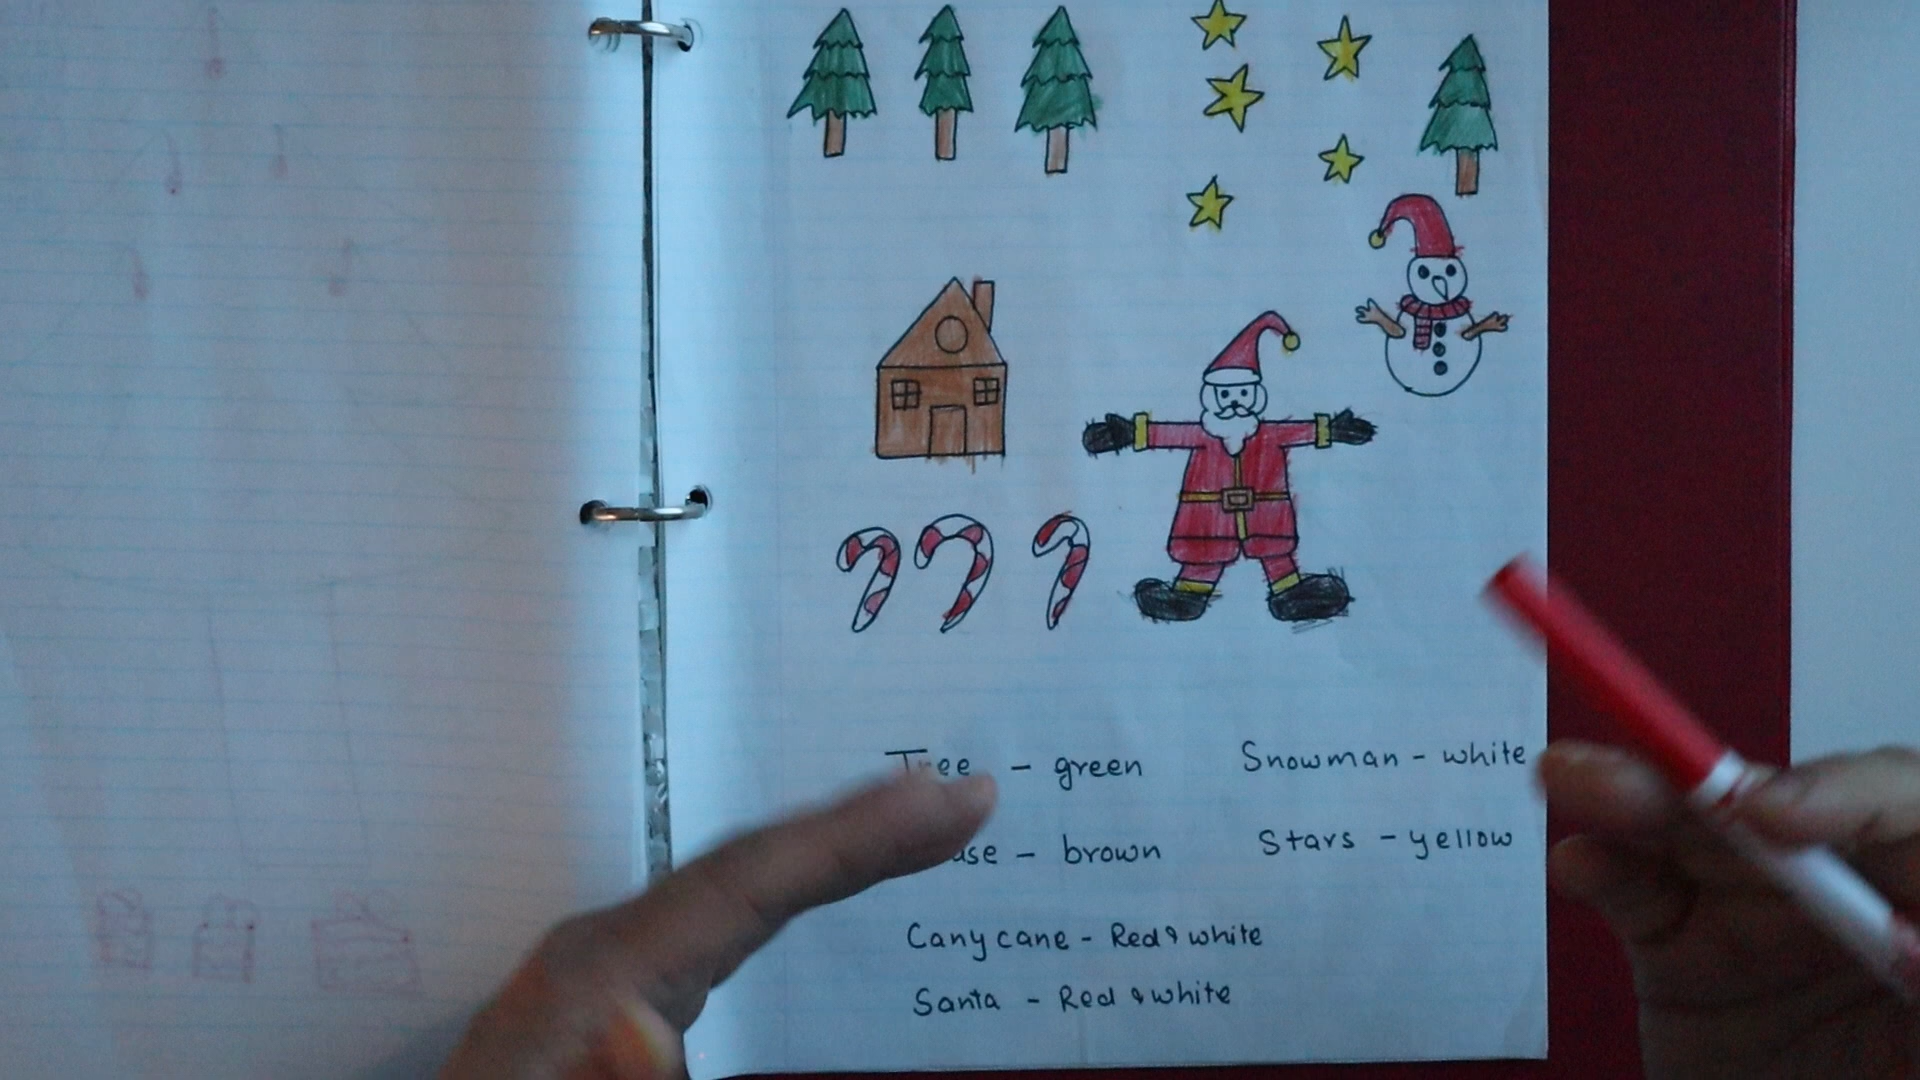 Tree - green Snowman - white
brown Stars - yellow
Cany cane - Red & white
Santa - Red & white